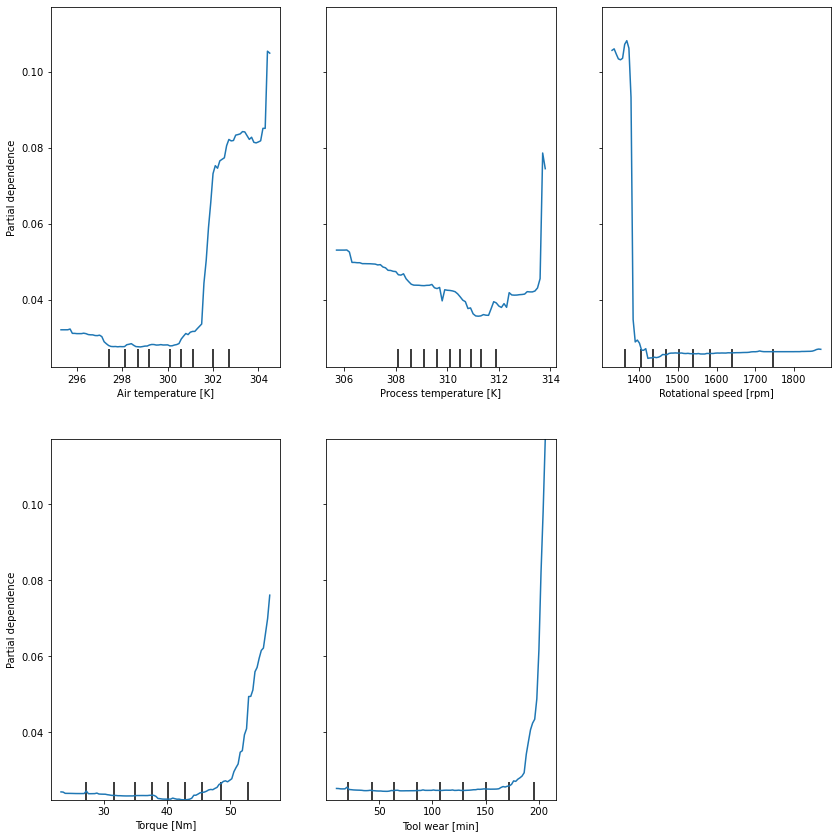 Partial dependence
0.10
0.08
0.06
0.04
296 298 300 302 304
Air temperature [K]
306 308 310 312 314
Process temperature [K]
1400 1500 1600 1700 1800
Rotational speed [rpm]
Partial dependence
0.10
0.08
0.06
0.04
30 40 50
Torque [Nm]
50 100 150 200
Tool wear [min]